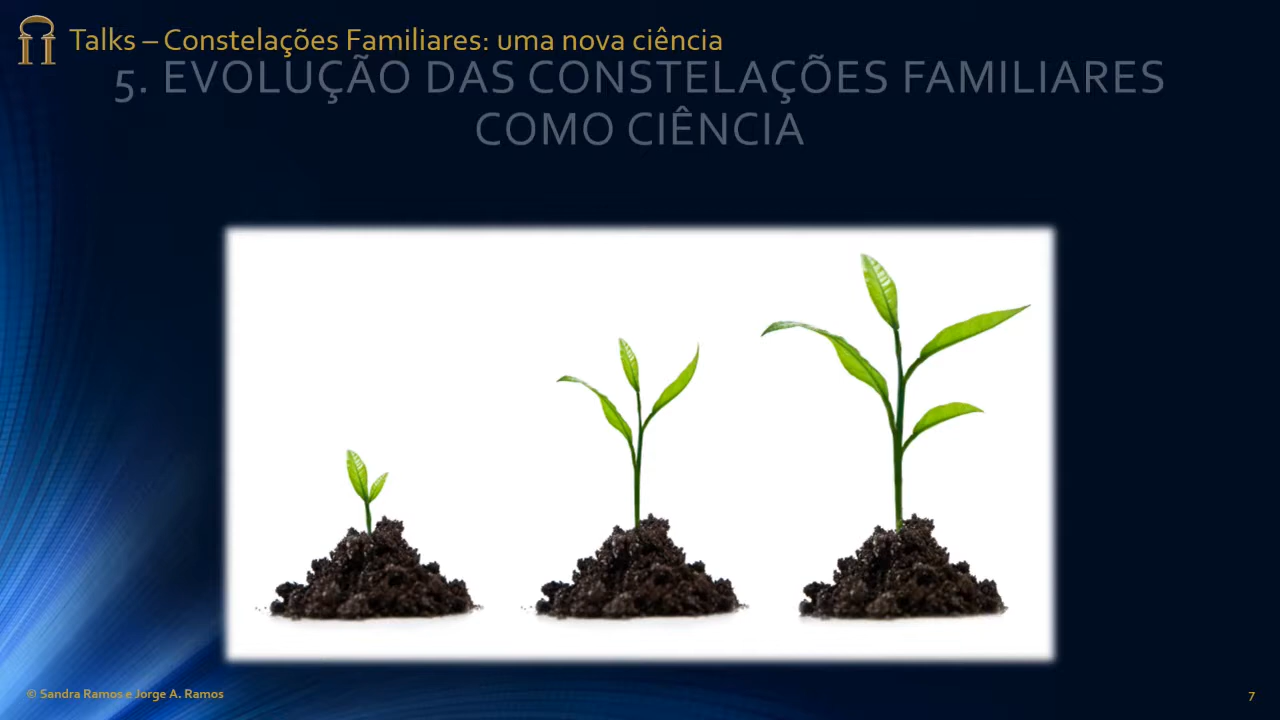 Talks – Constelações Familiares: uma nova ciência
5. EVOLUÇÃO DAS CONSTELAÇÕES FAMILIARES
COMO CIÊNCIA
© Sandra Ramos e Jorge A. Ramos
7